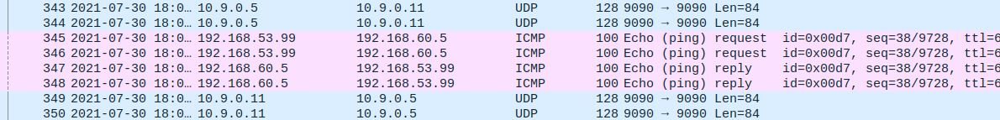 343 2021-07-30 18:0… 10.9.0.5 10.9.0.11 UDP 128 9090 → 9090 Len=84
344 2021-07-30 18:0… 10.9.0.5 10.9.0.11 UDP 128 9090 → 9090 Len=84
345 2021-07-30 18:0… 192.168.53.99 192.168.60.5 ICMP 100 Echo (ping) request id=0x00d7, seq=38/9728, ttl=6
346 2021-07-30 18:0… 192.168.53.99 192.168.60.5 ICMP 100 Echo (ping) request id=0x00d7, seq=38/9728, ttl=6
347 2021-07-30 18:0… 192.168.60.5 192.168.53.99 ICMP 100 Echo (ping) reply id=0x00d7, seq=38/9728, ttl=6
348 2021-07-30 18:0… 192.168.60.5 192.168.53.99 ICMP 100 Echo (ping) reply id=0x00d7, seq=38/9728, ttl=6
349 2021-07-30 18:0… 10.9.0.11 10.9.0.5 UDP 128 9090 → 9090 Len=84
350 2021-07-30 18:0… 10.9.0.11 10.9.0.5 UDP 128 9090 → 9090 Len=84